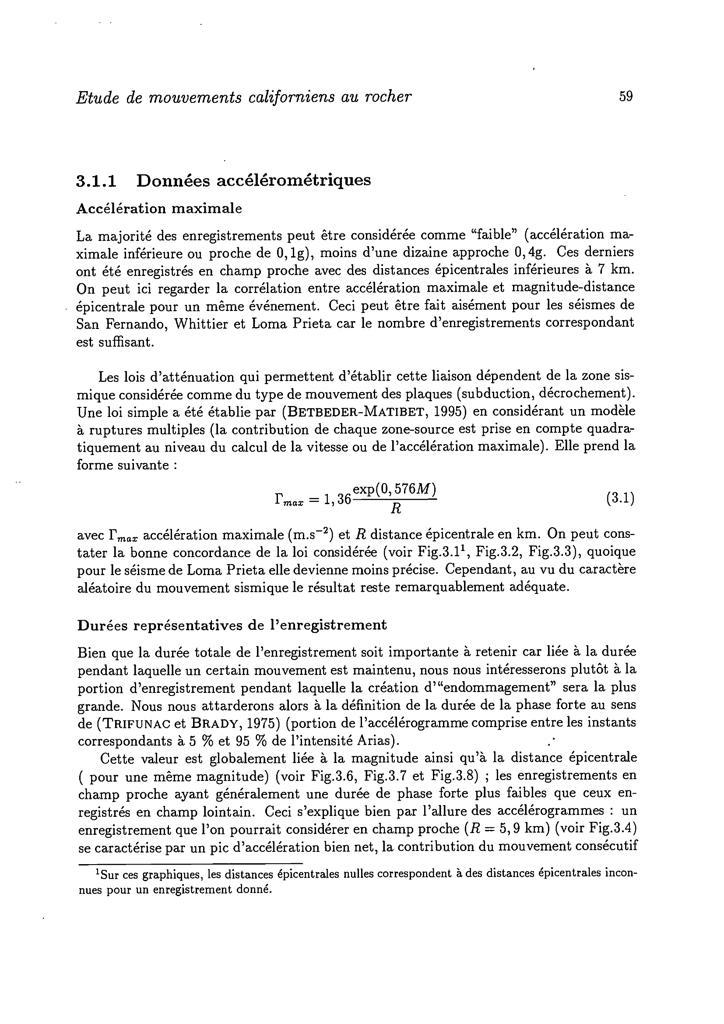 Etude de mouvements californiens au rocher 59
3.1.1 Données accélérométriques
Accélération maximale
La majorité des enregistrements peut être considérée comme “faible” (accélération ma-
ximale inférieure ou proche de 0,1g), moins d'une dizaine approche 0,4g. Ces derniers
ont été enregistrés en champ proche avec des distances épicentrales inférieures à 7 km.
On peut ici regarder la corrélation entre accélération maximale et magnitude-distance
épicentrale pour un même événement. Ceci peut être fait aisément pour les séismes de
San Fernando, Whittier et Loma Prieta car le nombre d'enregistrements correspondant
est suffisant.
Les lois d'atténuation qui permettent d'établir cette liaison dépendent de la zone sis-
mique considérée comme du type de mouvement des plaques (subduction, décrochement).
Une loi simple a été établie par (BETBEDER-MATIBET, 1995) en considérant un modèle
à ruptures multiples (la contribution de chaque zone-source est prise en compte quadra-
tiquement au niveau du calcul de la vitesse ou de l'accélération maximale). Elle prend la
forme suivante :
Γmax = 1,36 exp(0,576M) / R (3.1)
avec Γmax accélération maximale (m.s⁻²) et R distance épicentrale en km. On peut cons-
tater la bonne concordance de la loi considérée (voir Fig.3.1¹, Fig.3.2, Fig.3.3), quoique
pour le séisme de Loma Prieta elle devienne moins précise. Cependant, au vu du caractère
aléatoire du mouvement sismique le résultat reste remarquablement adéquate.
Durées représentatives de l'enregistrement
Bien que la durée totale de l'enregistrement soit importante à retenir car liée à la durée
pendant laquelle un certain mouvement est maintenu, nous nous intéresserons plutôt à la
portion d'enregistrement pendant laquelle la création d'“endommagement” sera la plus
grande. Nous nous attarderons alors à la définition de la durée de la phase forte au sens
de (TRIFUNAC et BRADY, 1975) (portion de l'accélérogramme comprise entre les instants
correspondants à 5 % et 95 % de l'intensité Arias).
Cette valeur est globalement liée à la magnitude ainsi qu'à la distance épicentrale
( pour une même magnitude) (voir Fig.3.6, Fig.3.7 et Fig.3.8) ; les enregistrements en
champ proche ayant généralement une durée de phase forte plus faibles que ceux en-
registrés en champ lointain. Ceci s'explique bien par l'allure des accélérogrammes : un
enregistrement que l'on pourrait considérer en champ proche (R = 5,9 km) (voir Fig.3.4)
se caractérise par un pic d'accélération bien net, la contribution du mouvement consécutif
¹Sur ces graphiques, les distances épicentrales nulles correspondent à des distances épicentrales incon-
nues pour un enregistrement donné.